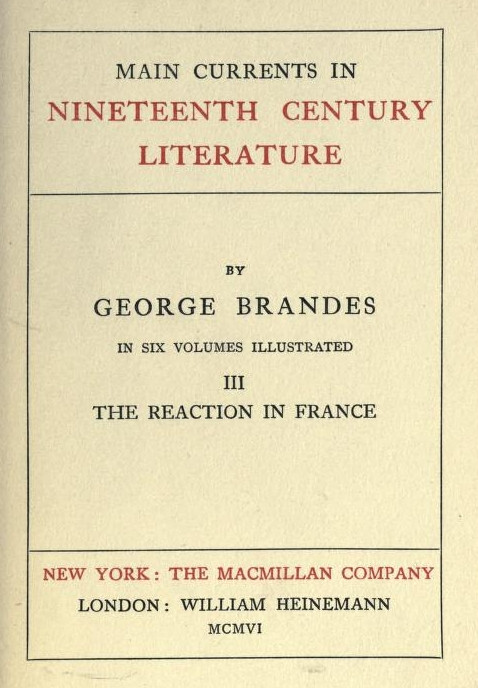 MAIN CURRENTS IN
NINETEENTH CENTURY
LITERATURE
BY
GEORGE BRANDES
IN SIX VOLUMES ILLUSTRATED
III
THE REACTION IN FRANCE
NEW YORK: THE MACMILLAN COMPANY
LONDON: WILLIAM HEINEMANN
MCMVI